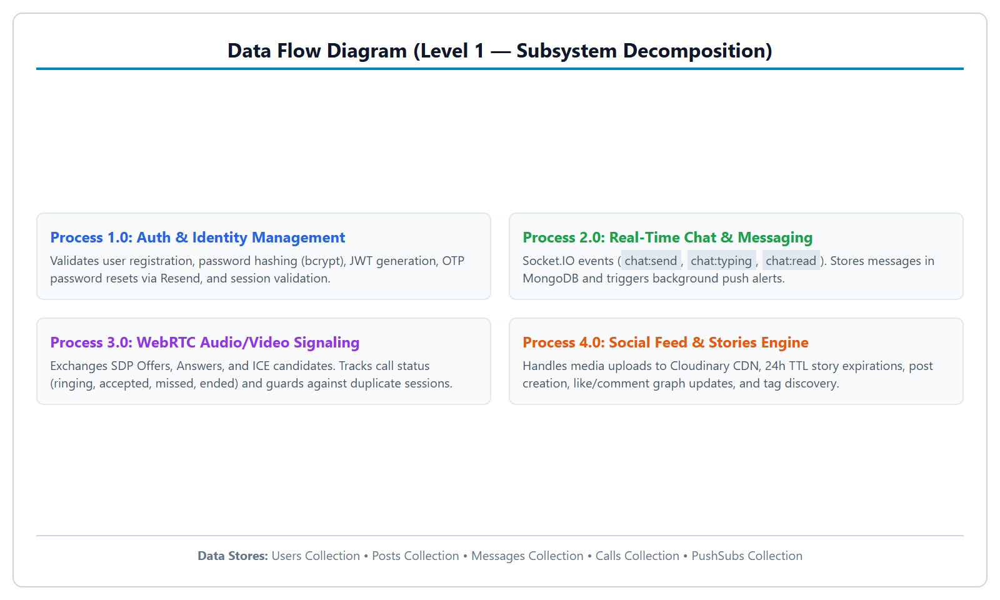 Data Flow Diagram (Level 1 — Subsystem Decomposition)
Process 1.0: Auth & Identity Management
Validates user registration, password hashing (bcrypt), JWT generation, OTP
password resets via Resend, and session validation.
Process 2.0: Real-Time Chat & Messaging
Socket.IO events (chat:send, chat:typing, chat:read). Stores messages in
MongoDB and triggers background push alerts.
Process 3.0: WebRTC Audio/Video Signaling
Exchanges SDP Offers, Answers, and ICE candidates. Tracks call status
(ringing, accepted, missed, ended) and guards against duplicate sessions.
Process 4.0: Social Feed & Stories Engine
Handles media uploads to Cloudinary CDN, 24h TTL story expirations, post
creation, like/comment graph updates, and tag discovery.
Data Stores: Users Collection • Posts Collection • Messages Collection • Calls Collection • PushSubs Collection